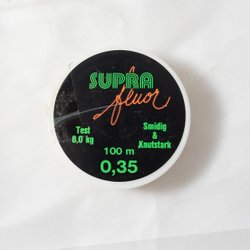 SUPRA
fluor
Test
8,0 kg
Smidig
&
Knutstark
100 m
0,35